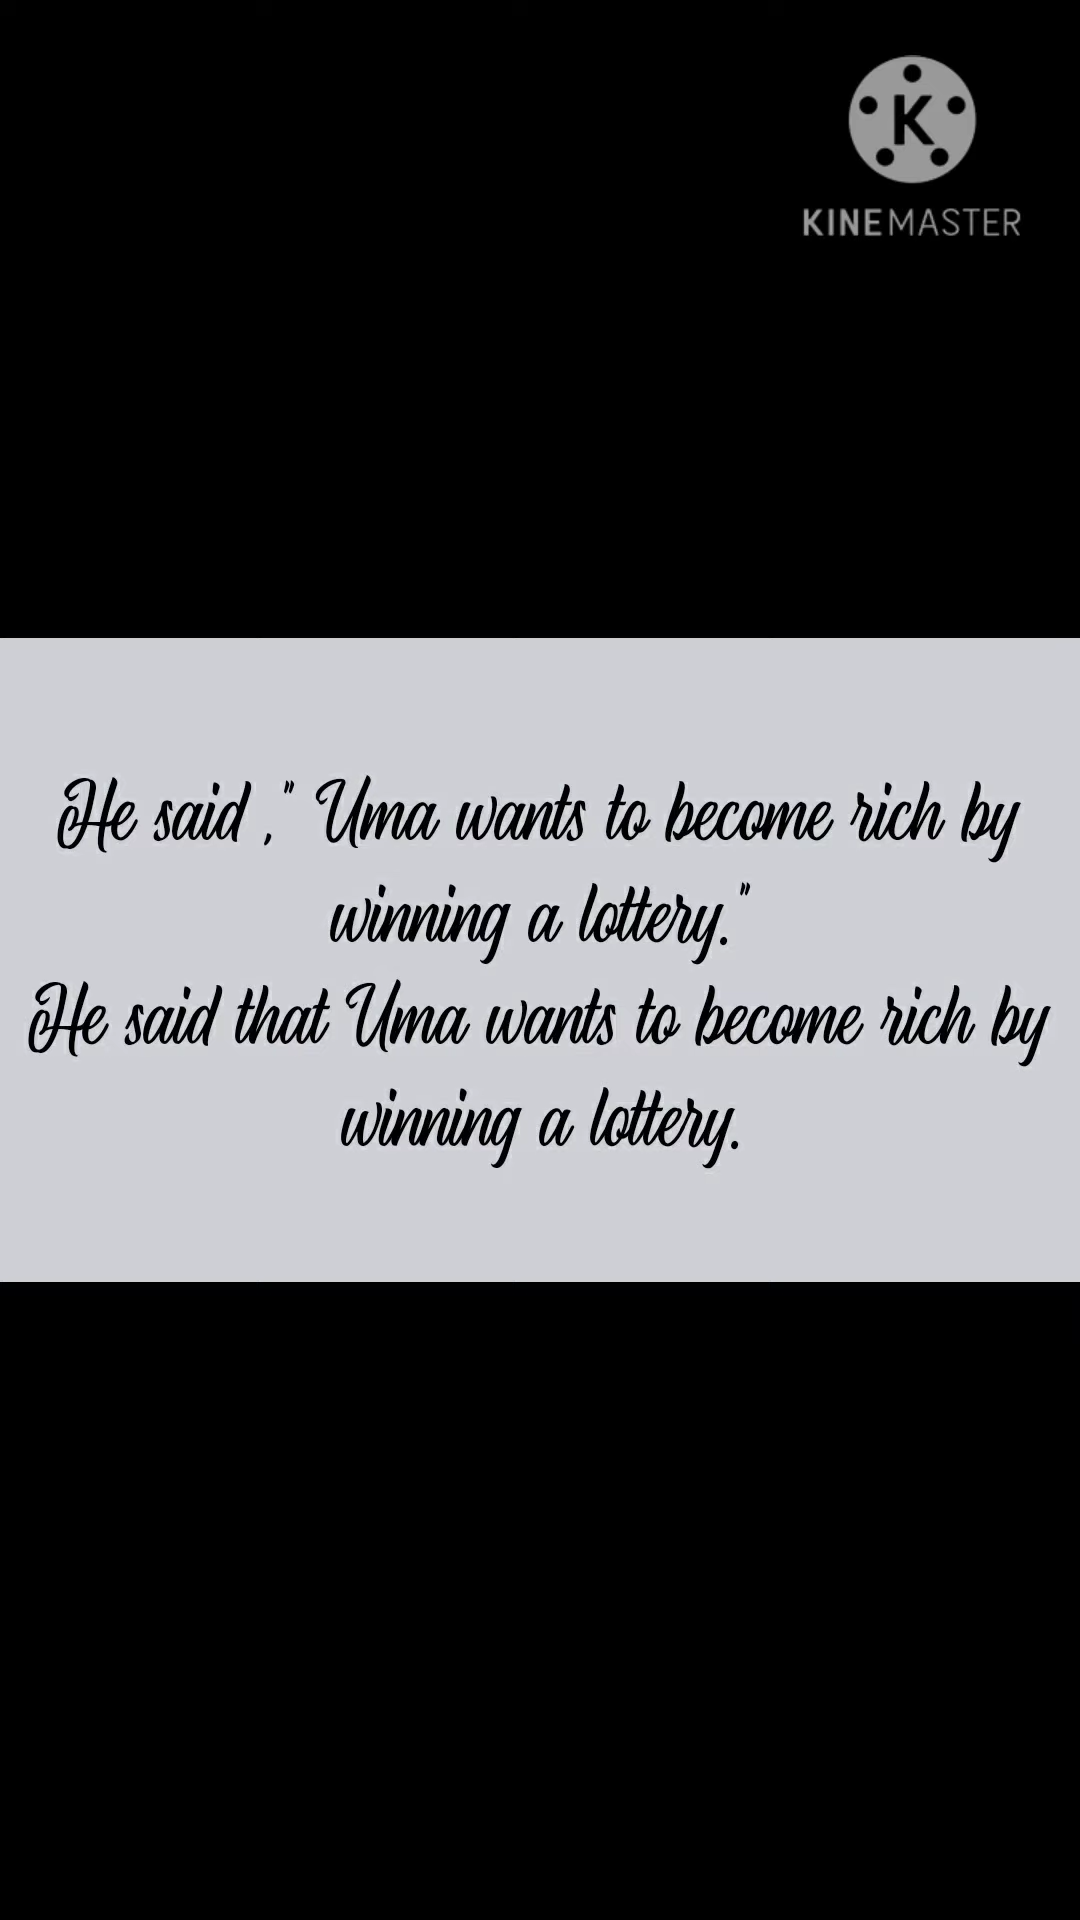 K
KINEMASTER
He said ," Uma wants to become rich by
winning a lottery."
He said that Uma wants to become rich by
winning a lottery.